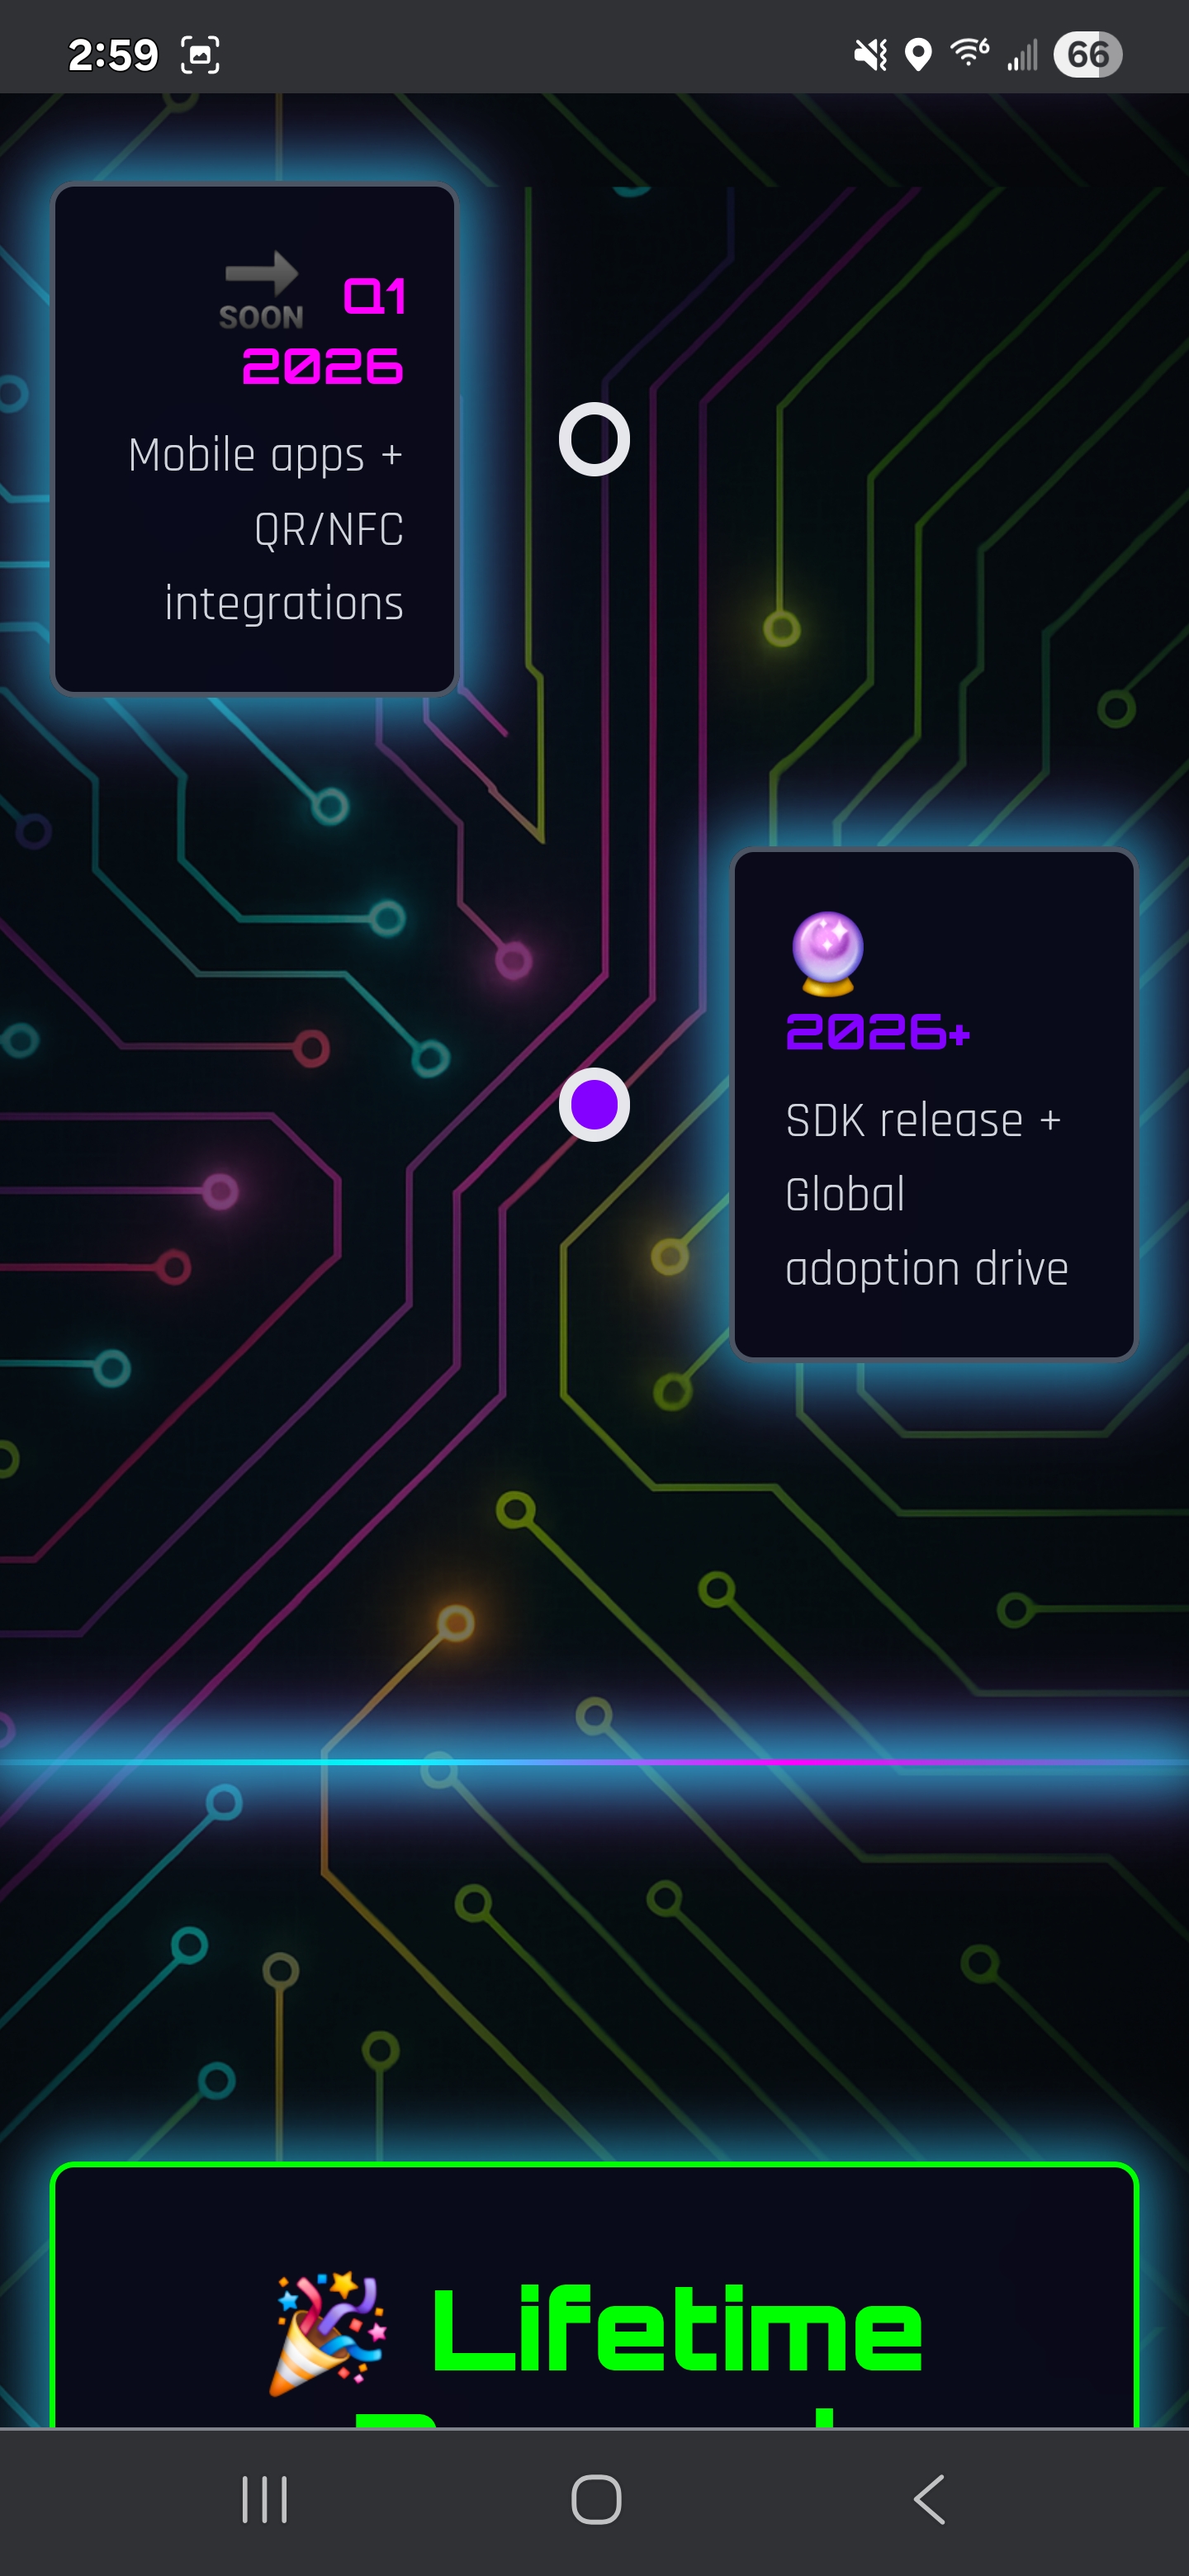 2:59
66
SOON Q1
2026
Mobile apps +
QR/NFC
integrations
2026+
SDK release +
Global
adoption drive
Lifetime